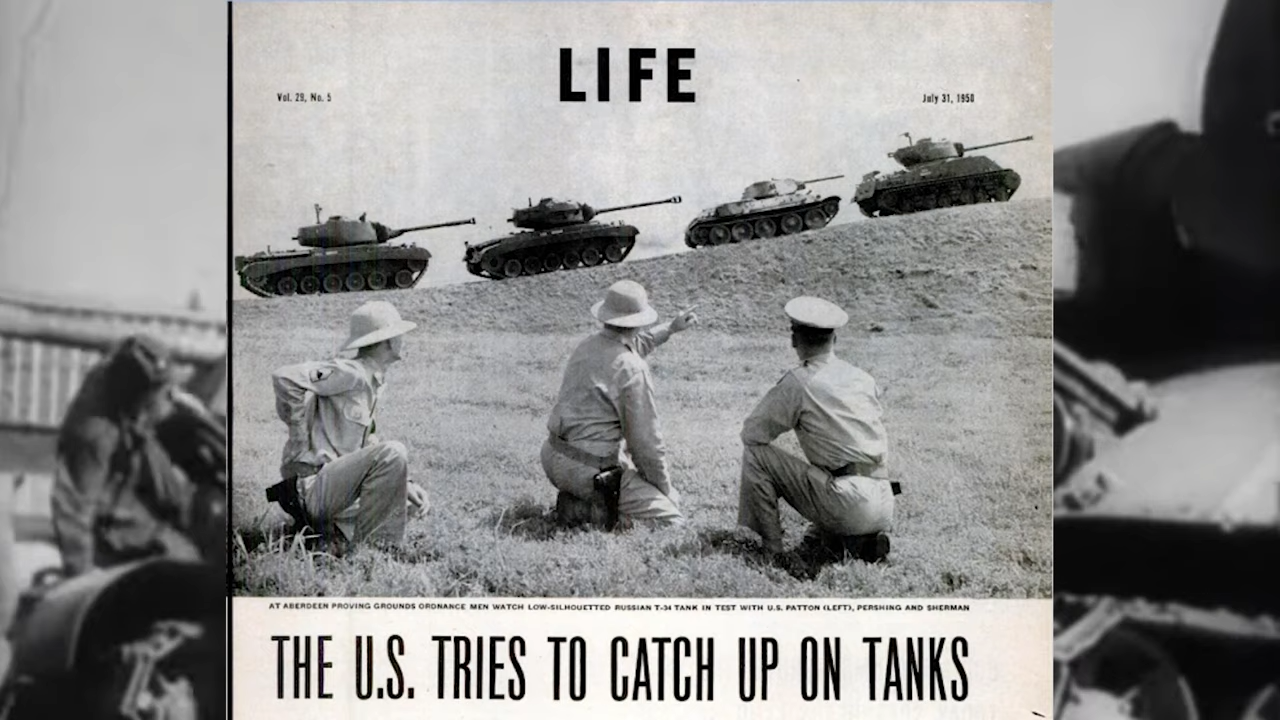 LIFE
Vol. 29, No. 5
July 31, 1950
AT ABERDEEN PROVING GROUNDS ORDNANCE MEN WATCH LOW-SILHOUETTED RUSSIAN T-34 TANK IN TEST WITH U.S. PATTON (LEFT), PERSHING AND SHERMAN
THE U.S. TRIES TO CATCH UP ON TANKS